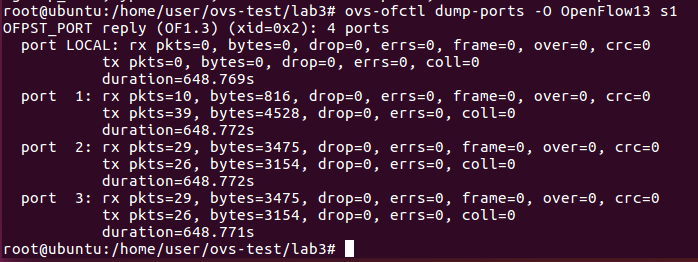 root@ubuntu:/home/user/ovs-test/lab3# ovs-ofctl dump-ports -O OpenFlow13 s1
OFPST_PORT reply (OF1.3) (xid=0x2): 4 ports
  port LOCAL: rx pkts=0, bytes=0, drop=0, errs=0, frame=0, over=0, crc=0
           tx pkts=0, bytes=0, drop=0, errs=0, coll=0
           duration=648.769s
  port  1: rx pkts=10, bytes=816, drop=0, errs=0, frame=0, over=0, crc=0
           tx pkts=39, bytes=4528, drop=0, errs=0, coll=0
           duration=648.772s
  port  2: rx pkts=29, bytes=3475, drop=0, errs=0, frame=0, over=0, crc=0
           tx pkts=26, bytes=3154, drop=0, errs=0, coll=0
           duration=648.772s
  port  3: rx pkts=29, bytes=3475, drop=0, errs=0, frame=0, over=0, crc=0
           tx pkts=26, bytes=3154, drop=0, errs=0, coll=0
           duration=648.771s
root@ubuntu:/home/user/ovs-test/lab3#